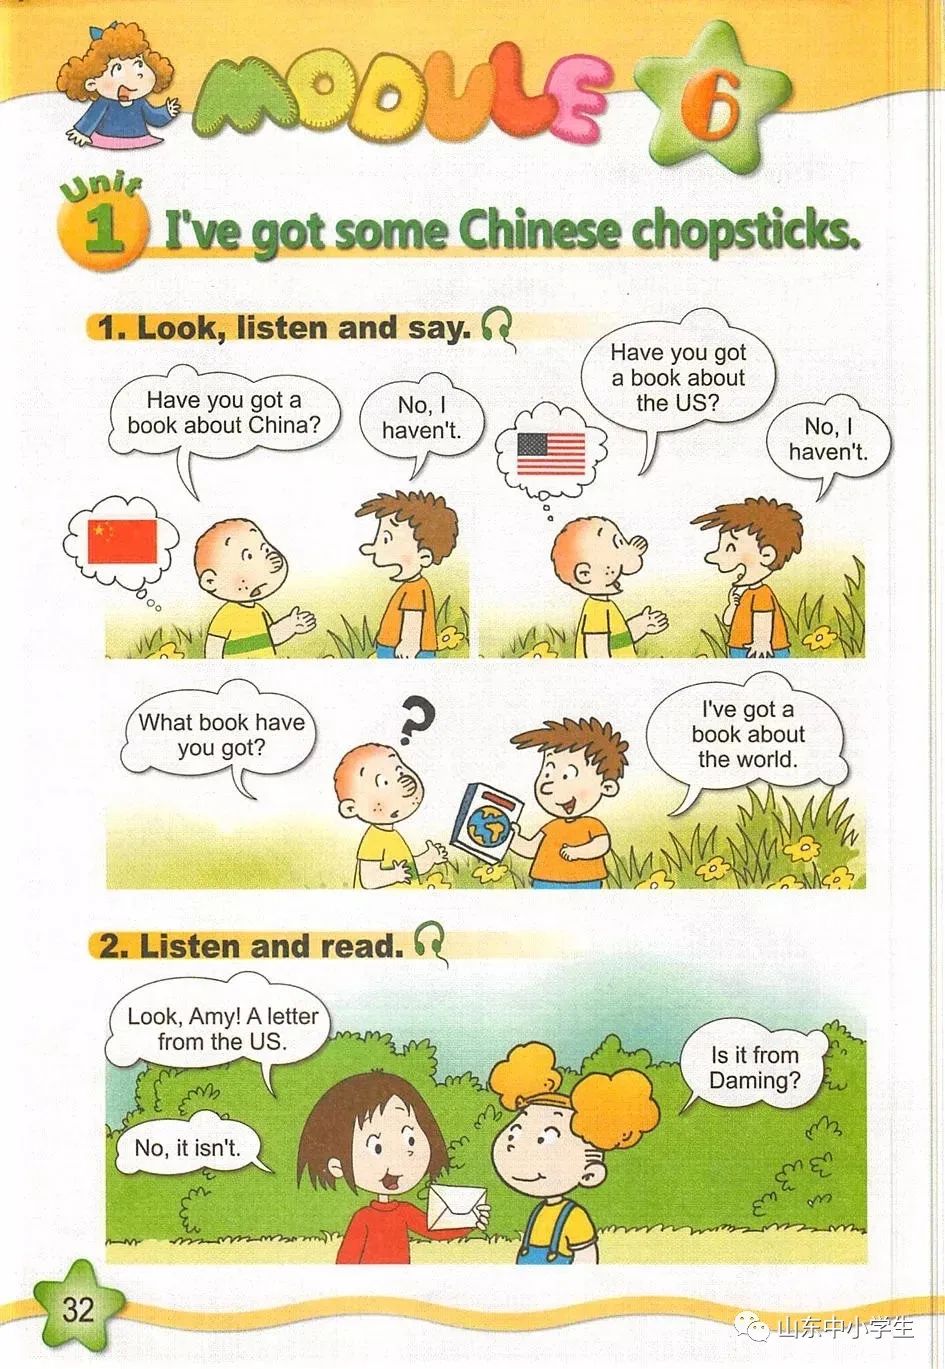 MODULE 6
Unit 1 I've got some Chinese chopsticks.
1. Look, listen and say.
Have you got a
book about China?
No, I
haven't.
Have you got
a book about
the US?
No, I
haven't.
What book have
you got?
?
I've got a
book about
the world.
2. Listen and read.
Look, Amy! A letter
from the US.
Is it from
Daming?
No, it isn't.
32
山东中小学生